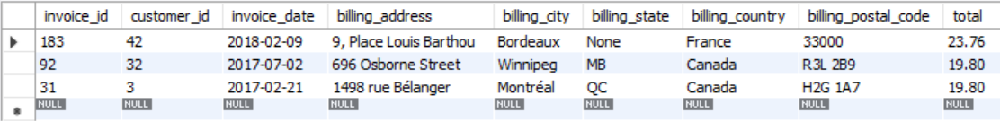 invoice_id customer_id invoice_date billing_address billing_city billing_state billing_country billing_postal_code total
183 42 2018-02-09 9, Place Louis Barthou Bordeaux None France 33000 23.76
92 32 2017-07-02 696 Osborne Street Winnipeg MB Canada R3L 2B9 19.80
31 3 2017-02-21 1498 rue Bélanger Montréal QC Canada H2G 1A7 19.80
NULL NULL NULL NULL NULL NULL NULL NULL NULL